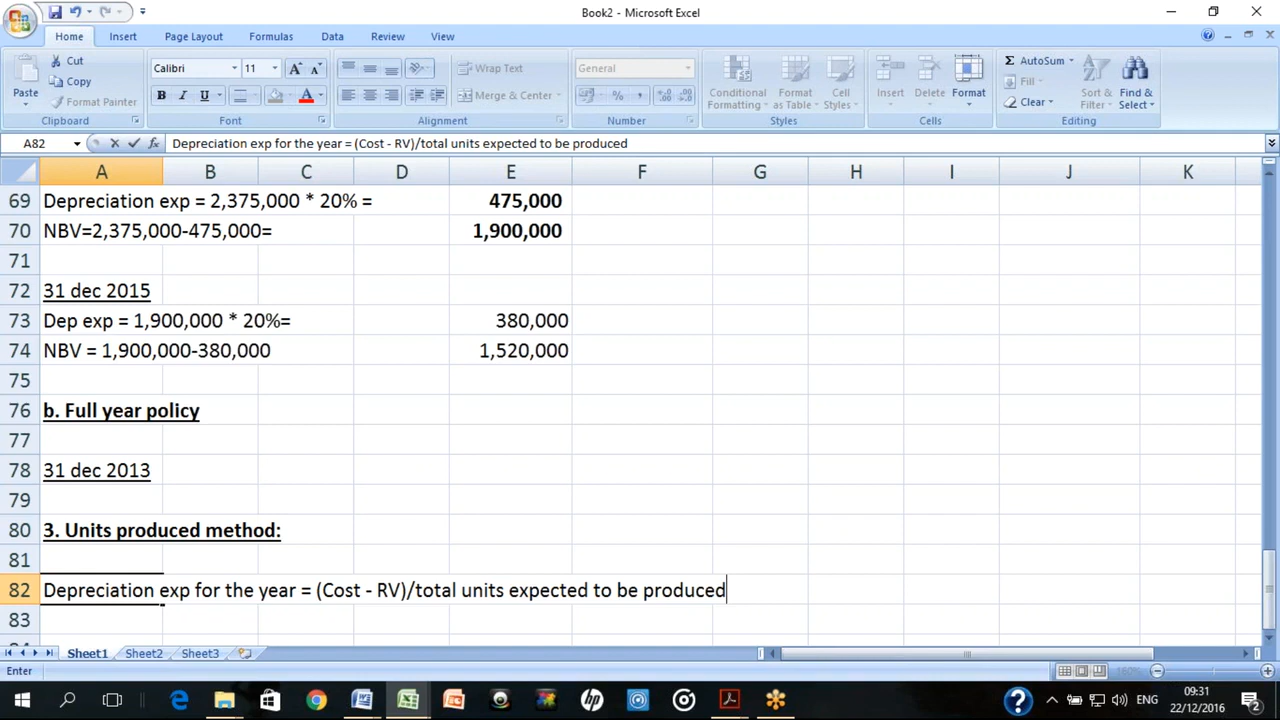 Book2 - Microsoft Excel
Home Insert Page Layout Formulas Data Review View
Paste
Cut
Copy
Format Painter
Clipboard
Calibri 11
B I U
Font
Wrap Text
Merge & Center
Alignment
General
Number
Conditional Formatting
Format as Table
Cell Styles
Styles
Insert Delete Format
Cells
AutoSum
Fill
Clear
Sort & Filter
Find & Select
Editing
A82 fx Depreciation exp for the year = (Cost - RV)/total units expected to be produced
A B C D E F G H I J K
69 Depreciation exp = 2,375,000 * 20% = 475,000
70 NBV=2,375,000-475,000= 1,900,000
71
72 31 dec 2015
73 Dep exp = 1,900,000 * 20%= 380,000
74 NBV = 1,900,000-380,000 1,520,000
75
76 b. Full year policy
77
78 31 dec 2013
79
80 3. Units produced method:
81
82 Depreciation exp for the year = (Cost - RV)/total units expected to be produced
83
Sheet1 Sheet2 Sheet3
Enter
ENG
09:31
22/12/2016